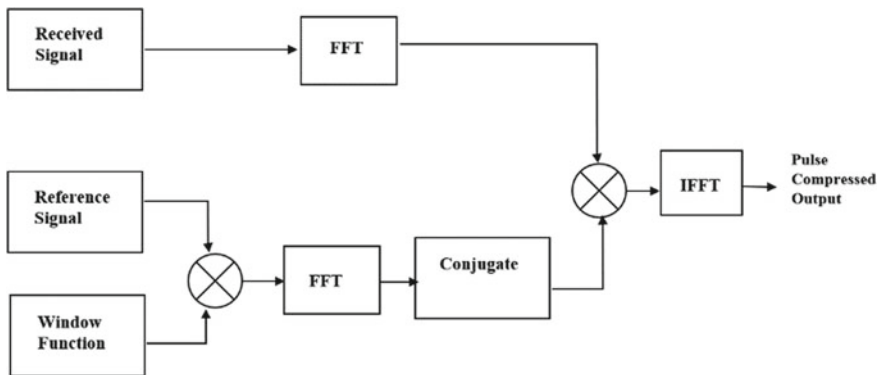 Received
Signal
FFT
Reference
Signal
Window
Function
FFT
Conjugate
IFFT
Pulse
Compressed
Output